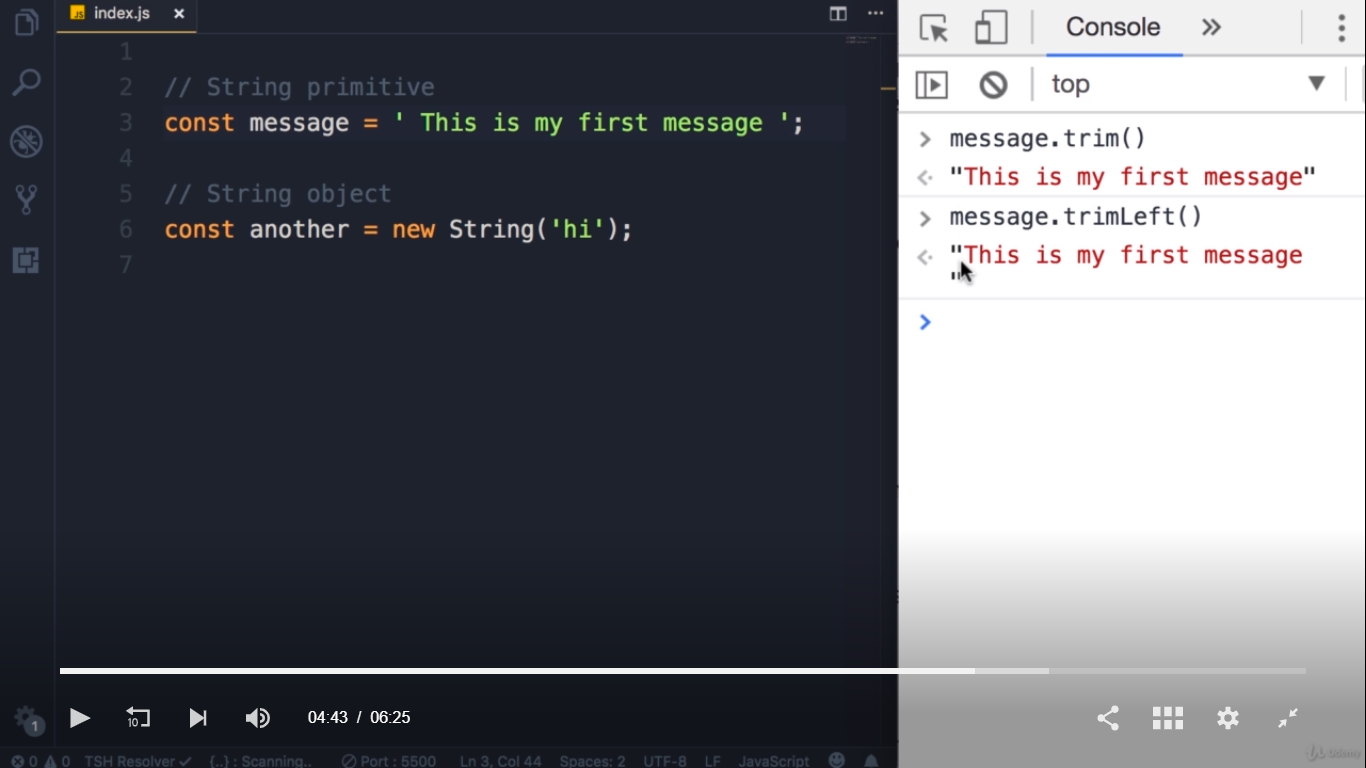 index.js
1
2 // String primitive
3 const message = ' This is my first message ';
4
5 // String object
6 const another = new String('hi');
7
Console
top
> message.trim()
"This is my first message"
> message.trimLeft()
"This is my first message
"
>
10
04:43 / 06:25
1
0 0 TSH Resolver ✓ {..} : Scanning.. Port : 5500 Ln 3, Col 44 Spaces: 2 UTF-8 LF JavaScript
Udemy